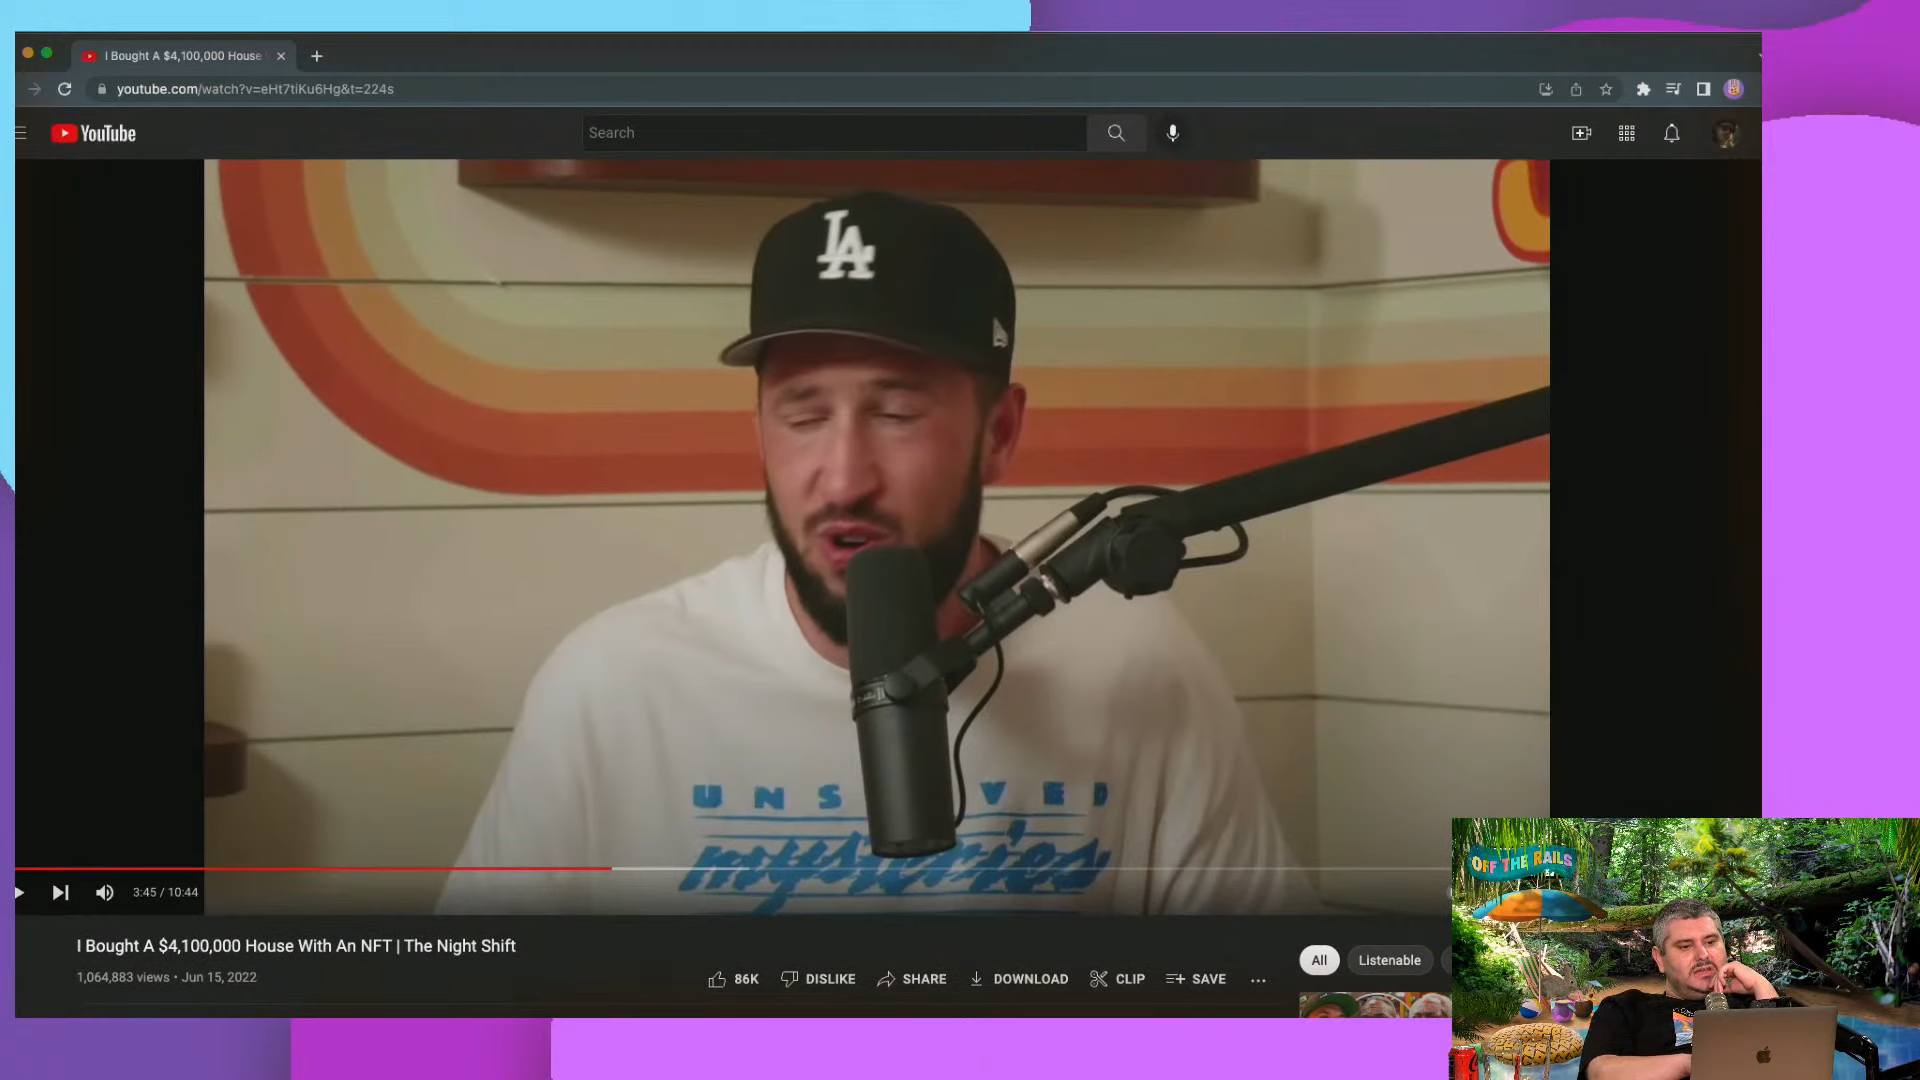 I Bought A $4,100,000 House
youtube.com/watch?v=eHt7tiKu6Hg&t=224s
YouTube
Search
LA
UNS VED
mysteries
3:45 / 10:44
OFF THE RAILS
I Bought A $4,100,000 House With An NFT | The Night Shift
1,064,883 views • Jun 15, 2022
86K
DISLIKE
SHARE
DOWNLOAD
CLIP
SAVE
All
Listenable